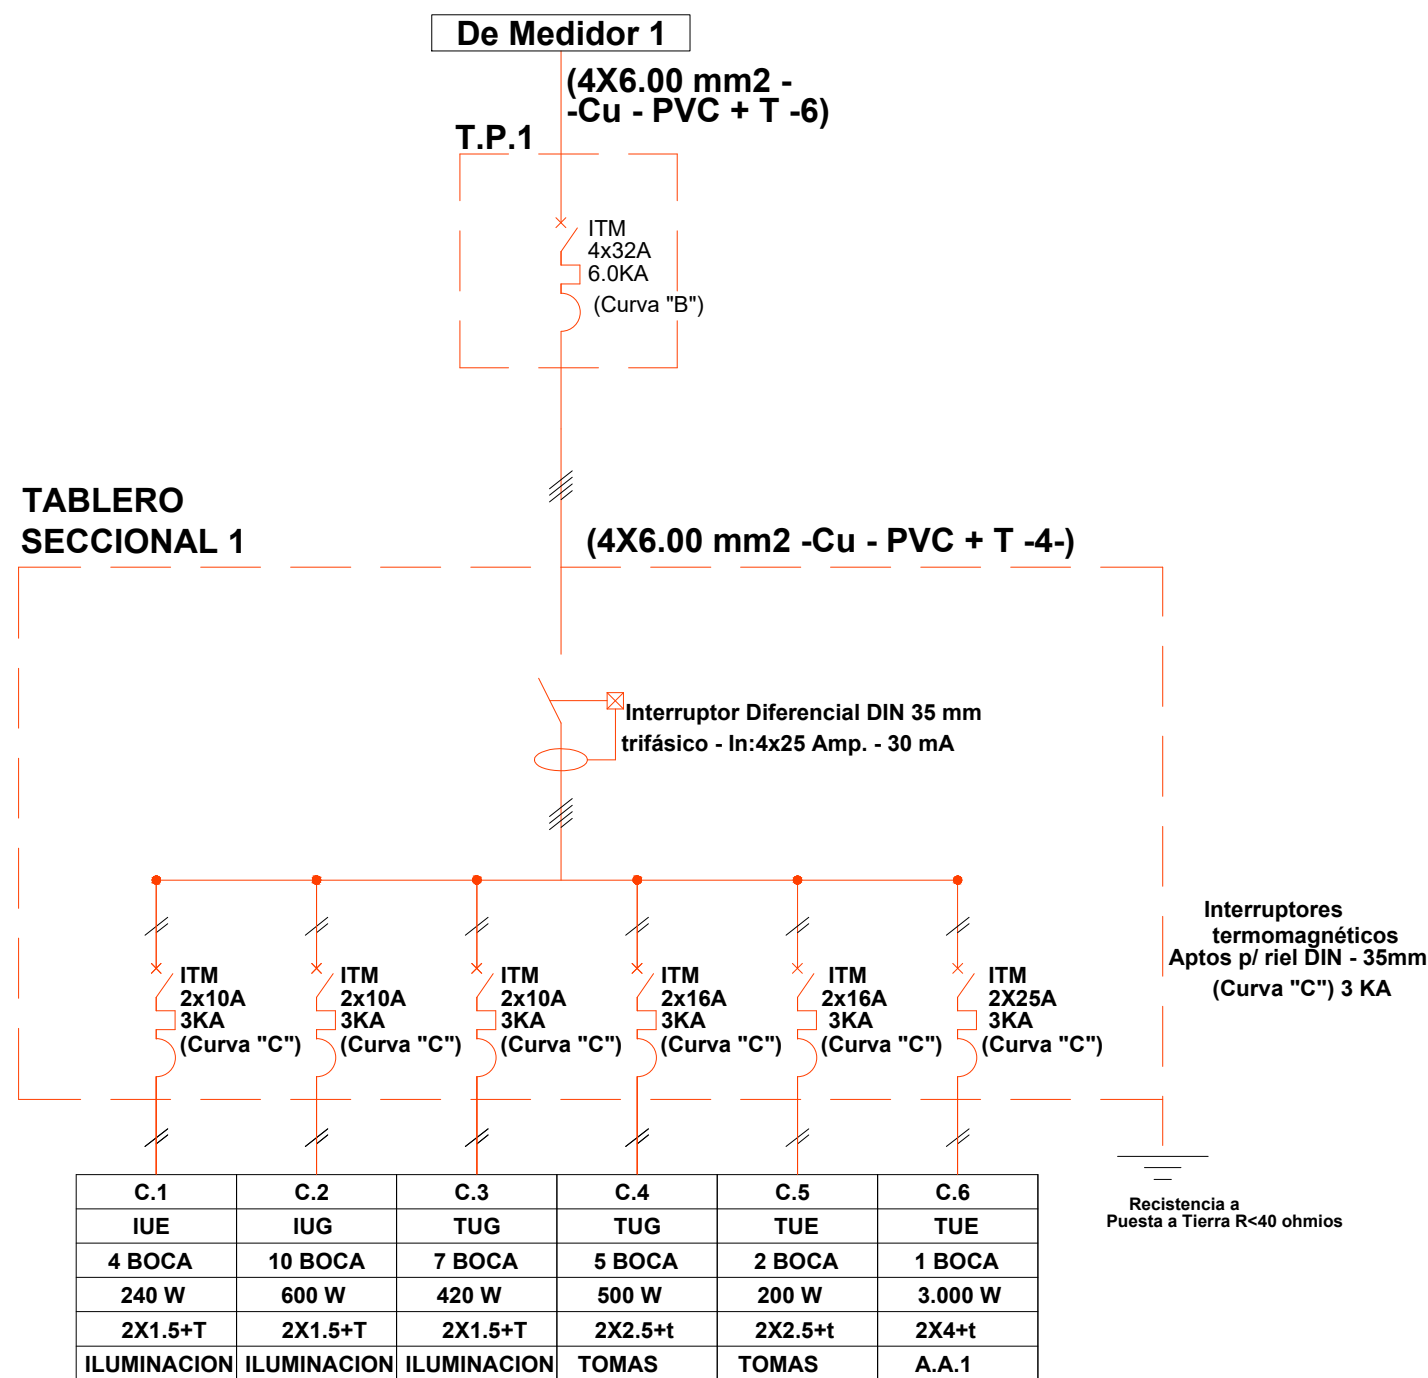 De Medidor 1
(4X6.00 mm2 -
-Cu - PVC + T -6)
T.P.1
ITM
4x32A
6.0KA
(Curva "B")
TABLERO
SECCIONAL 1
(4X6.00 mm2 -Cu - PVC + T -4-)
Interruptor Diferencial DIN 35 mm
trifásico - In:4x25 Amp. - 30 mA
ITM
2x10A
3KA
(Curva "C")
ITM
2x10A
3KA
(Curva "C")
ITM
2x10A
3KA
(Curva "C")
ITM
2x16A
3KA
(Curva "C")
ITM
2x16A
3KA
(Curva "C")
ITM
2X25A
3KA
(Curva "C")
Interruptores
termomagnéticos
Aptos p/ riel DIN - 35mm
(Curva "C") 3 KA
C.1 C.2 C.3 C.4 C.5 C.6
IUE IUG TUG TUG TUE TUE
4 BOCA 10 BOCA 7 BOCA 5 BOCA 2 BOCA 1 BOCA
240 W 600 W 420 W 500 W 200 W 3.000 W
2X1.5+T 2X1.5+T 2X1.5+T 2X2.5+t 2X2.5+t 2X4+t
ILUMINACION ILUMINACION ILUMINACION TOMAS TOMAS A.A.1
Recistencia a
Puesta a Tierra R<40 ohmios